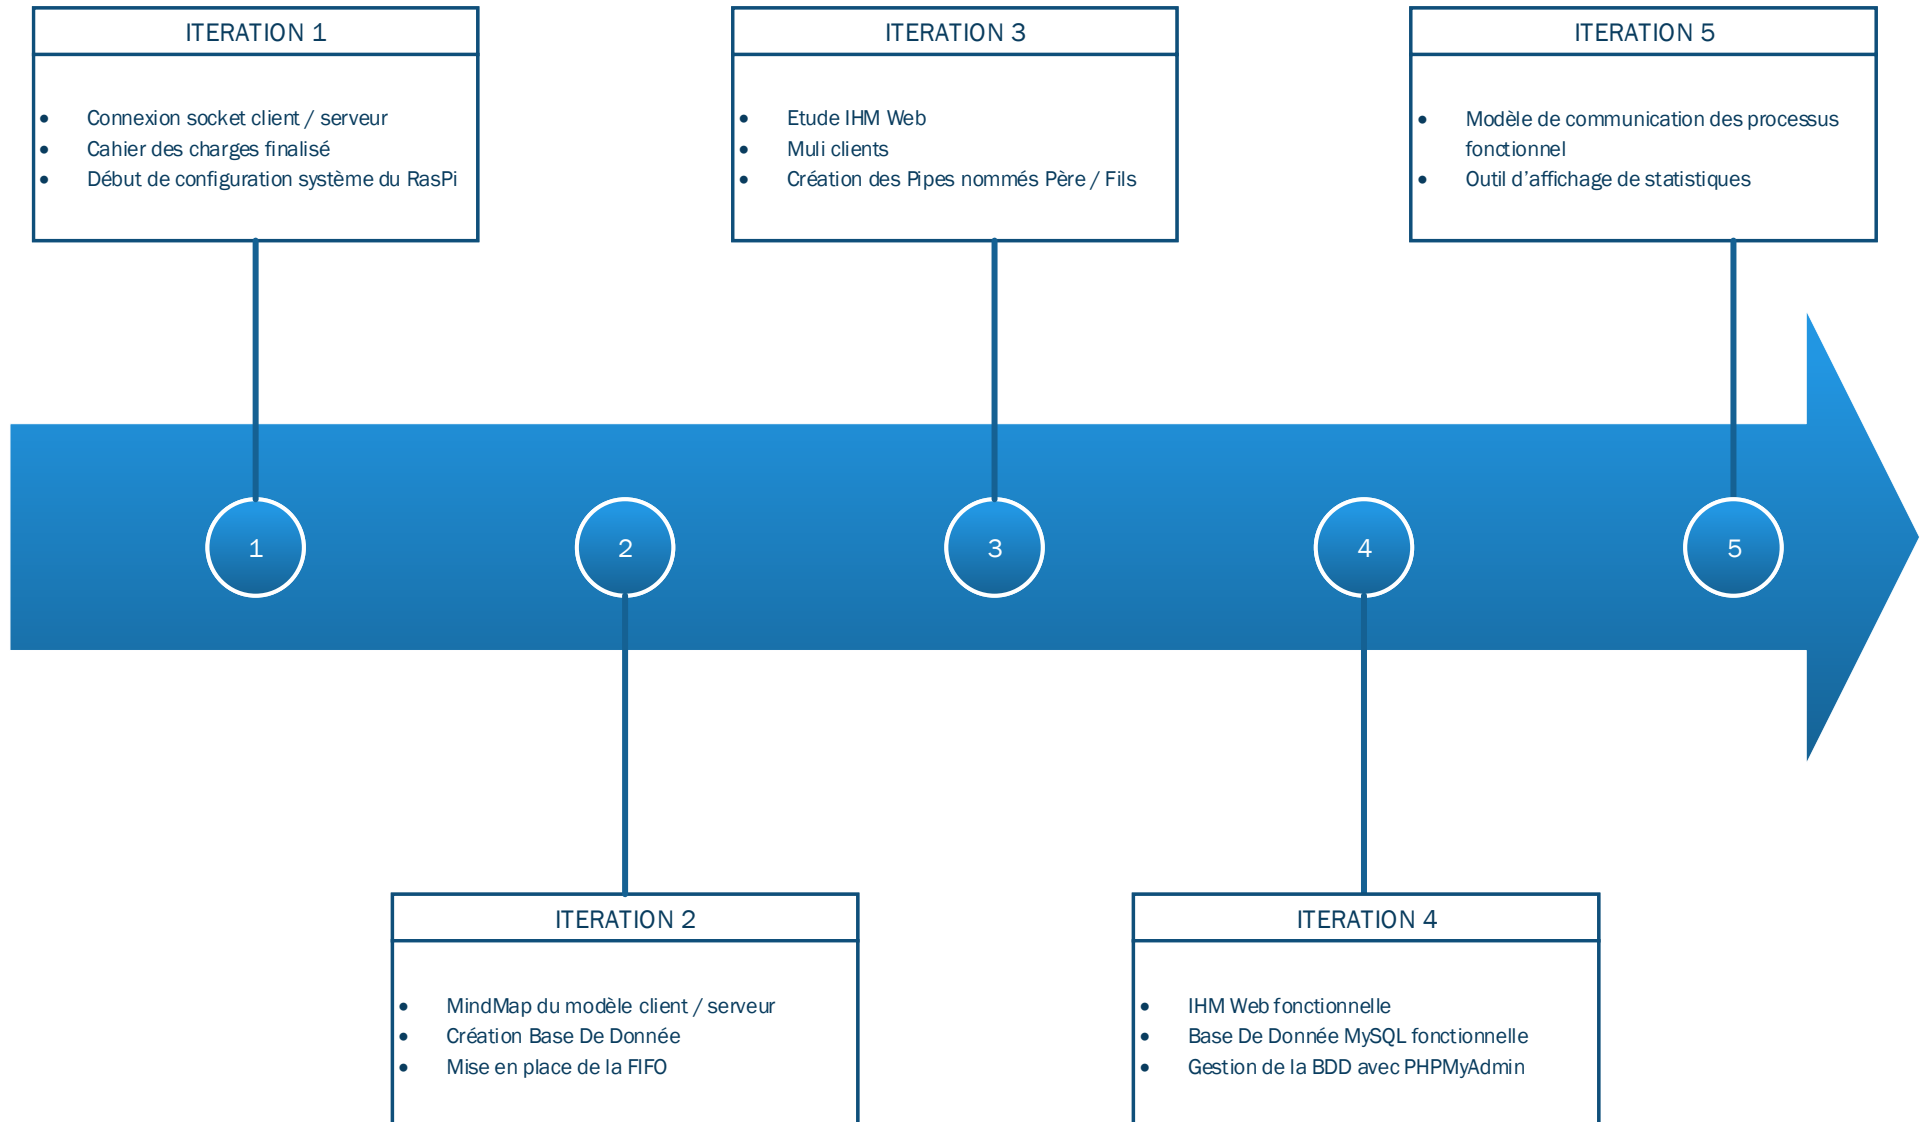 ITERATION 1
• Connexion socket client / serveur
• Cahier des charges finalisé
• Début de configuration système du RasPi
ITERATION 3
• Etude IHM Web
• Muli clients
• Création des Pipes nommés Père / Fils
ITERATION 5
• Modèle de communication des processus
fonctionnel
• Outil d’affichage de statistiques
1
2
3
4
5
ITERATION 2
• MindMap du modèle client / serveur
• Création Base De Donnée
• Mise en place de la FIFO
ITERATION 4
• IHM Web fonctionnelle
• Base De Donnée MySQL fonctionnelle
• Gestion de la BDD avec PHPMyAdmin